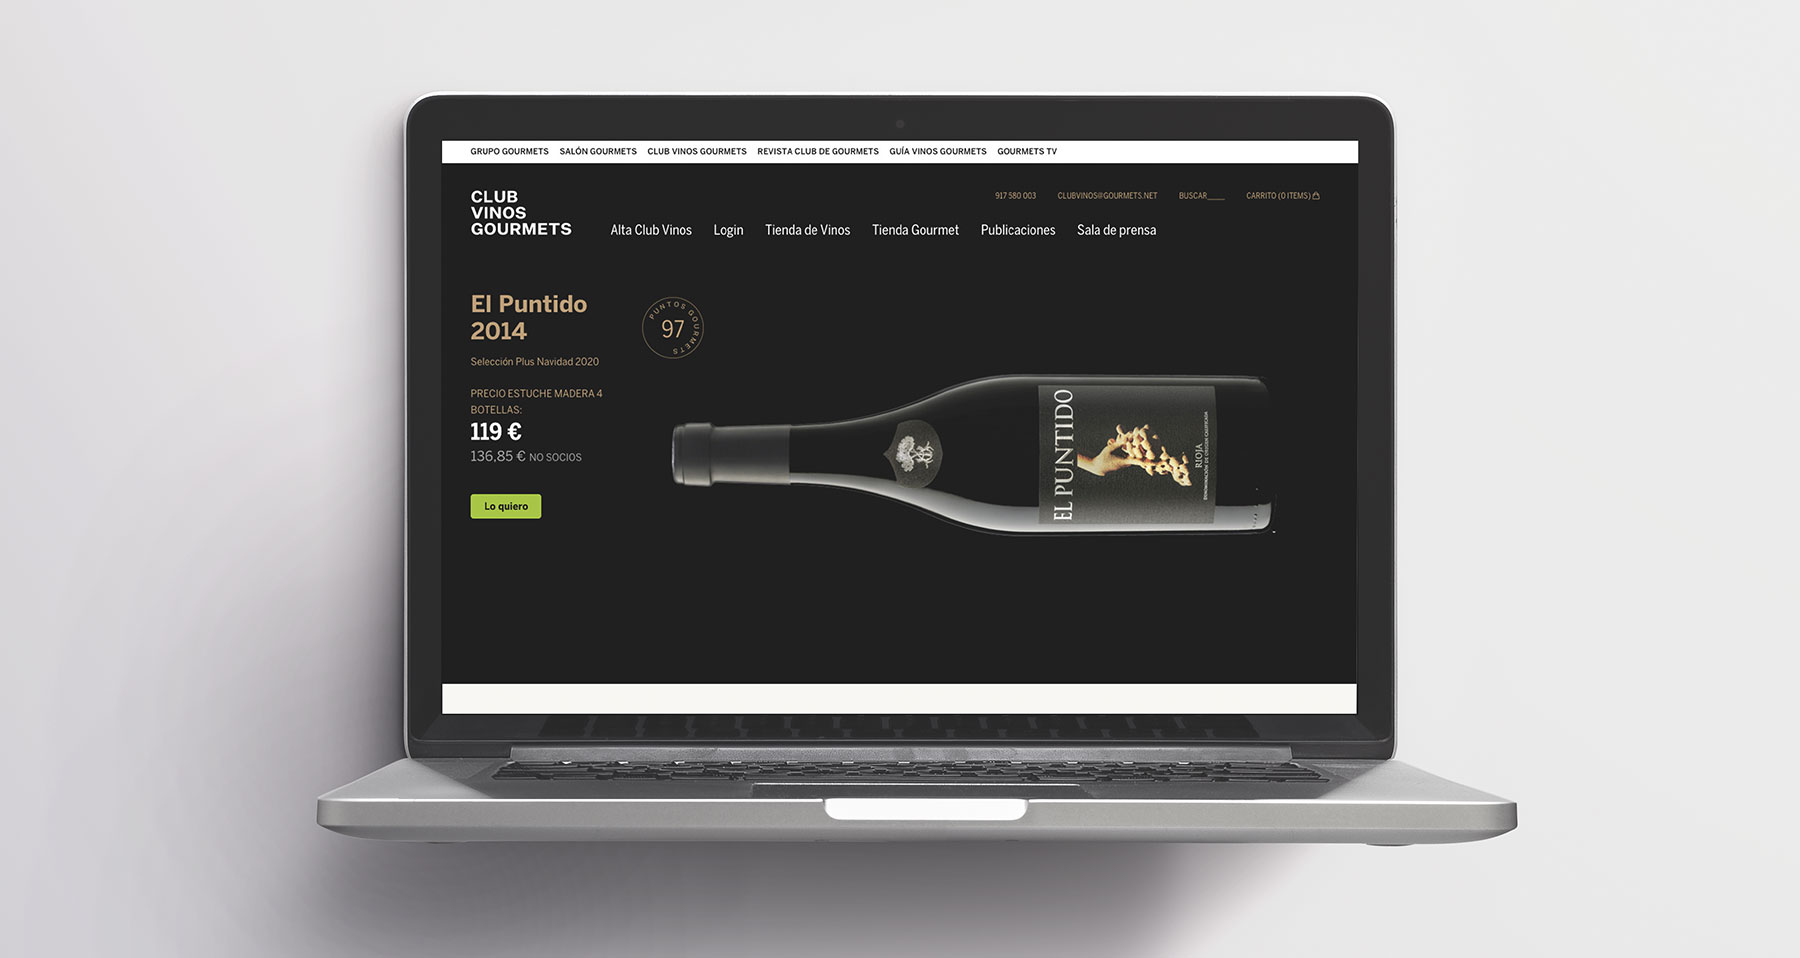 GRUPO GOURMETS SALÓN GOURMETS CLUB VINOS GOURMETS REVISTA CLUB DE GOURMETS GUÍA VINOS GOURMETS GOURMETS TV
917 580 003 CLUBVINOS@GOURMETS.NET BUSCAR____ CARRITO (0 ITEMS)
CLUB
VINOS
GOURMETS
Alta Club Vinos Login Tienda de Vinos Tienda Gourmet Publicaciones Sala de prensa
El Puntido
2014
Selección Plus Navidad 2020
PUNTOS GOURMETS
97
PRECIO ESTUCHE MADERA 4
BOTELLAS:
119 €
136,85 € NO SOCIOS
Lo quiero
EL PUNTIDO
RIOJA
DENOMINACIÓN DE ORIGEN CALIFICADA